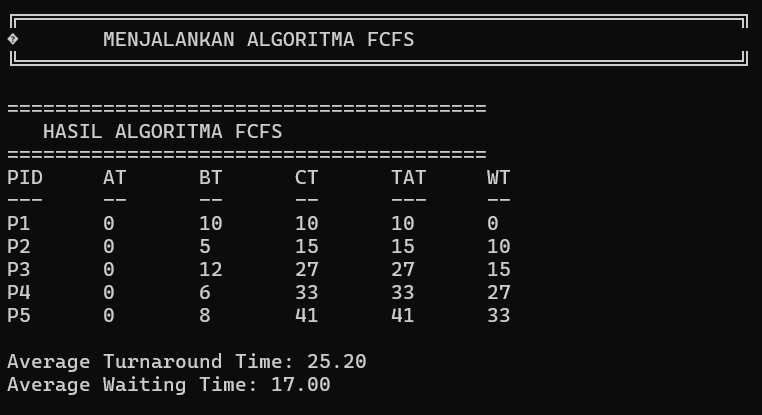 � MENJALANKAN ALGORITMA FCFS
========================================
HASIL ALGORITMA FCFS
========================================
PID AT BT CT TAT WT
--- -- -- -- --- --
P1 0 10 10 10 0
P2 0 5 15 15 10
P3 0 12 27 27 15
P4 0 6 33 33 27
P5 0 8 41 41 33
Average Turnaround Time: 25.20
Average Waiting Time: 17.00